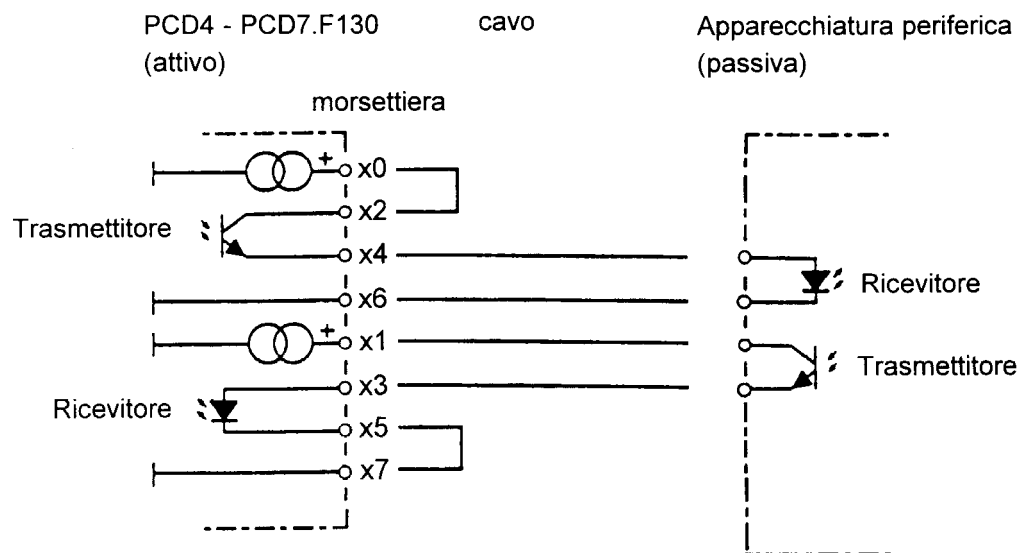 PCD4 - PCD7.F130 cavo Apparecchiatura periferica
(attivo) (passiva)
morsettiera
+ x0
x2
Trasmettitore
x4
Ricevitore
x6
+ x1
Trasmettitore
x3
Ricevitore
x5
x7